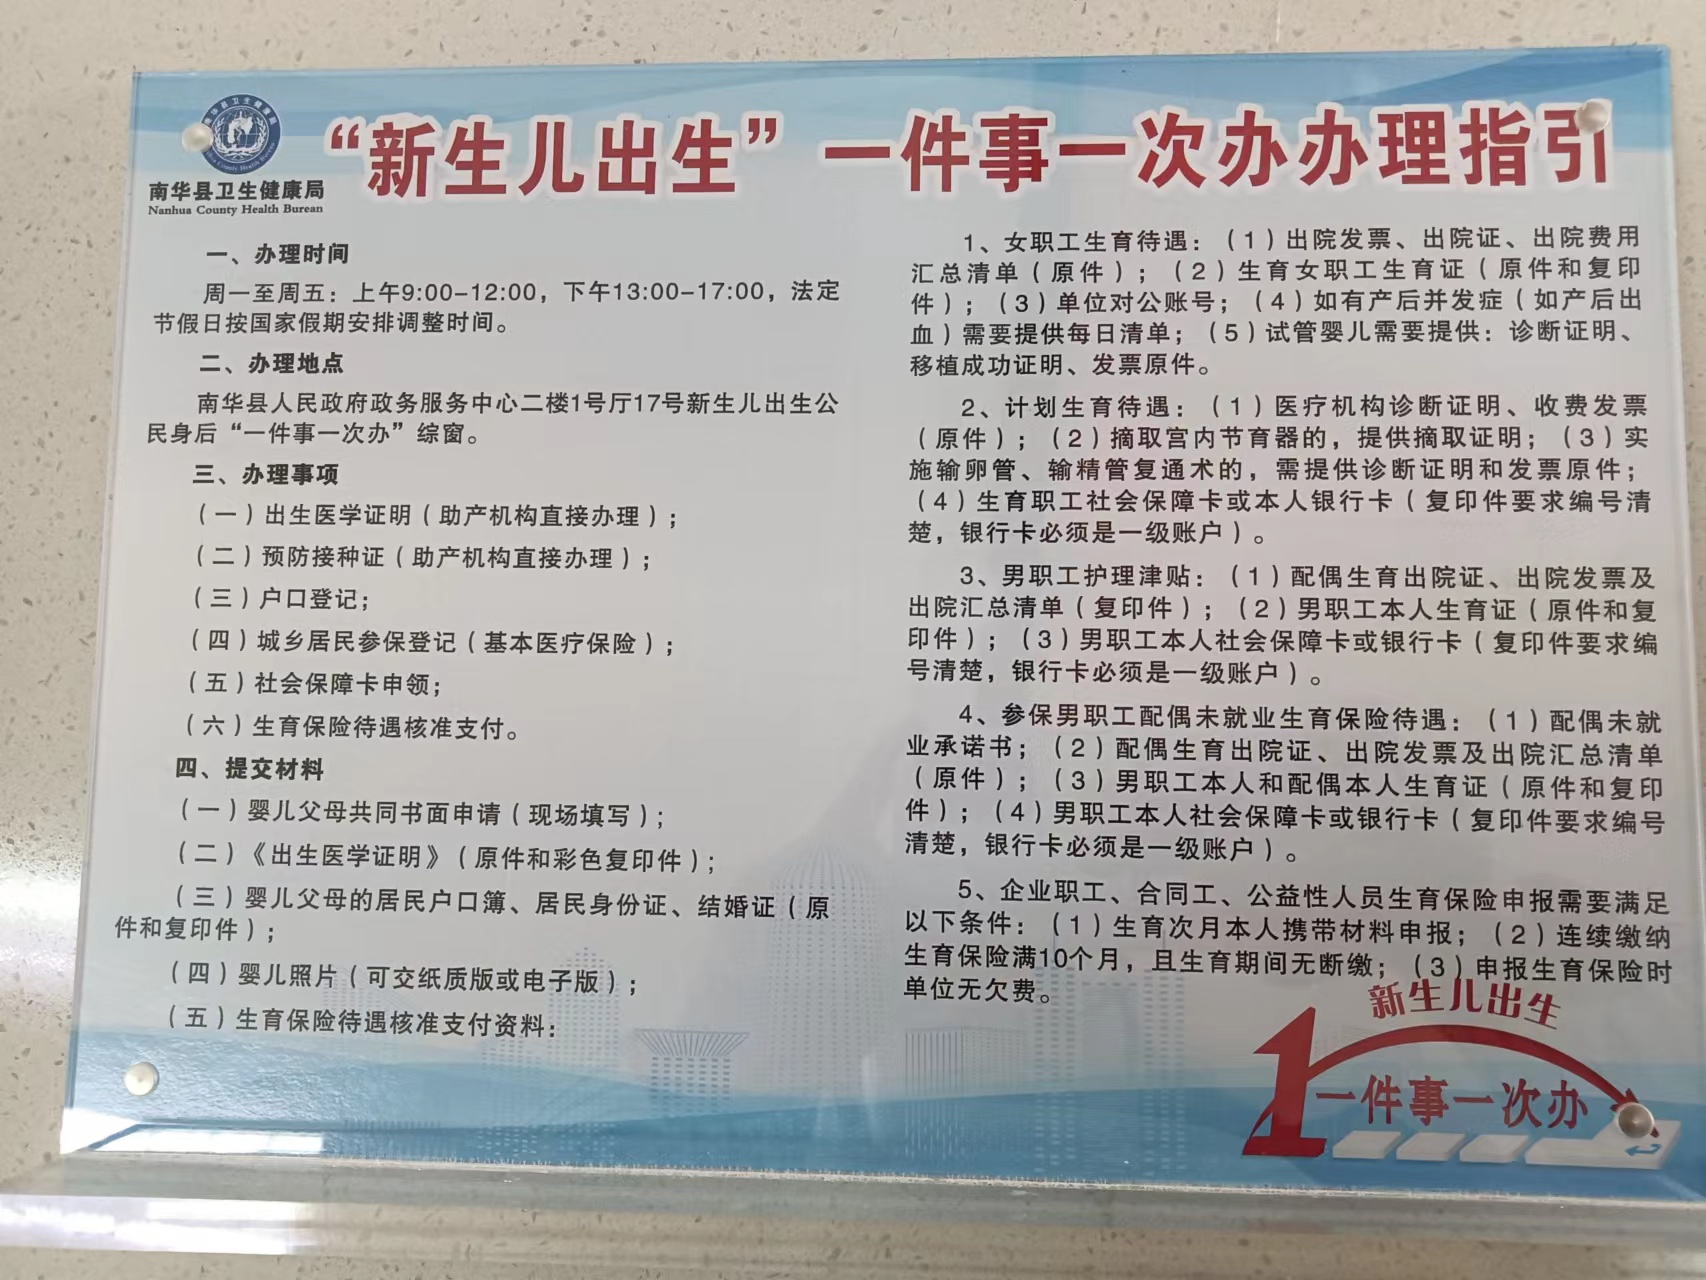 南华县卫生健康局
Nanhua County Health Burean
“新生儿出生”一件事一次办办理指引
一、办理时间
周一至周五：上午9:00-12:00，下午13:00-17:00，法定
节假日按国家假期安排调整时间。
二、办理地点
南华县人民政府政务服务中心二楼1号厅17号新生儿出生公
民身后“一件事一次办”综窗。
三、办理事项
（一）出生医学证明（助产机构直接办理）；
（二）预防接种证（助产机构直接办理）；
（三）户口登记；
（四）城乡居民参保登记（基本医疗保险）；
（五）社会保障卡申领；
（六）生育保险待遇核准支付。
四、提交材料
（一）婴儿父母共同书面申请（现场填写）；
（二）《出生医学证明》（原件和彩色复印件）；
（三）婴儿父母的居民户口簿、居民身份证、结婚证（原
件和复印件）；
（四）婴儿照片（可交纸质版或电子版）；
（五）生育保险待遇核准支付资料：
1、女职工生育待遇：（1）出院发票、出院证、出院费用
汇总清单（原件）；（2）生育女职工生育证（原件和复印
件）；（3）单位对公账号；（4）如有产后并发症（如产后出
血）需要提供每日清单；（5）试管婴儿需要提供：诊断证明、
移植成功证明、发票原件。
2、计划生育待遇：（1）医疗机构诊断证明、收费发票
（原件）；（2）摘取宫内节育器的，提供摘取证明；（3）实
施输卵管、输精管复通术的，需提供诊断证明和发票原件；
（4）生育职工社会保障卡或本人银行卡（复印件要求编号清
楚，银行卡必须是一级账户）。
3、男职工护理津贴：（1）配偶生育出院证、出院发票及
出院汇总清单（复印件）；（2）男职工本人生育证（原件和复
印件）；（3）男职工本人社会保障卡或银行卡（复印件要求编
号清楚，银行卡必须是一级账户）。
4、参保男职工配偶未就业生育保险待遇：（1）配偶未就
业承诺书；（2）配偶生育出院证、出院发票及出院汇总清单
（原件）；（3）男职工本人和配偶本人生育证（原件和复印
件）；（4）男职工本人社会保障卡或银行卡（复印件要求编号
清楚，银行卡必须是一级账户）。
5、企业职工、合同工、公益性人员生育保险申报需要满足
以下条件：（1）生育次月本人携带材料申报；（2）连续缴纳
生育保险满10个月，且生育期间无断缴；（3）申报生育保险时
单位无欠费。
新生儿出生
1一件事一次办